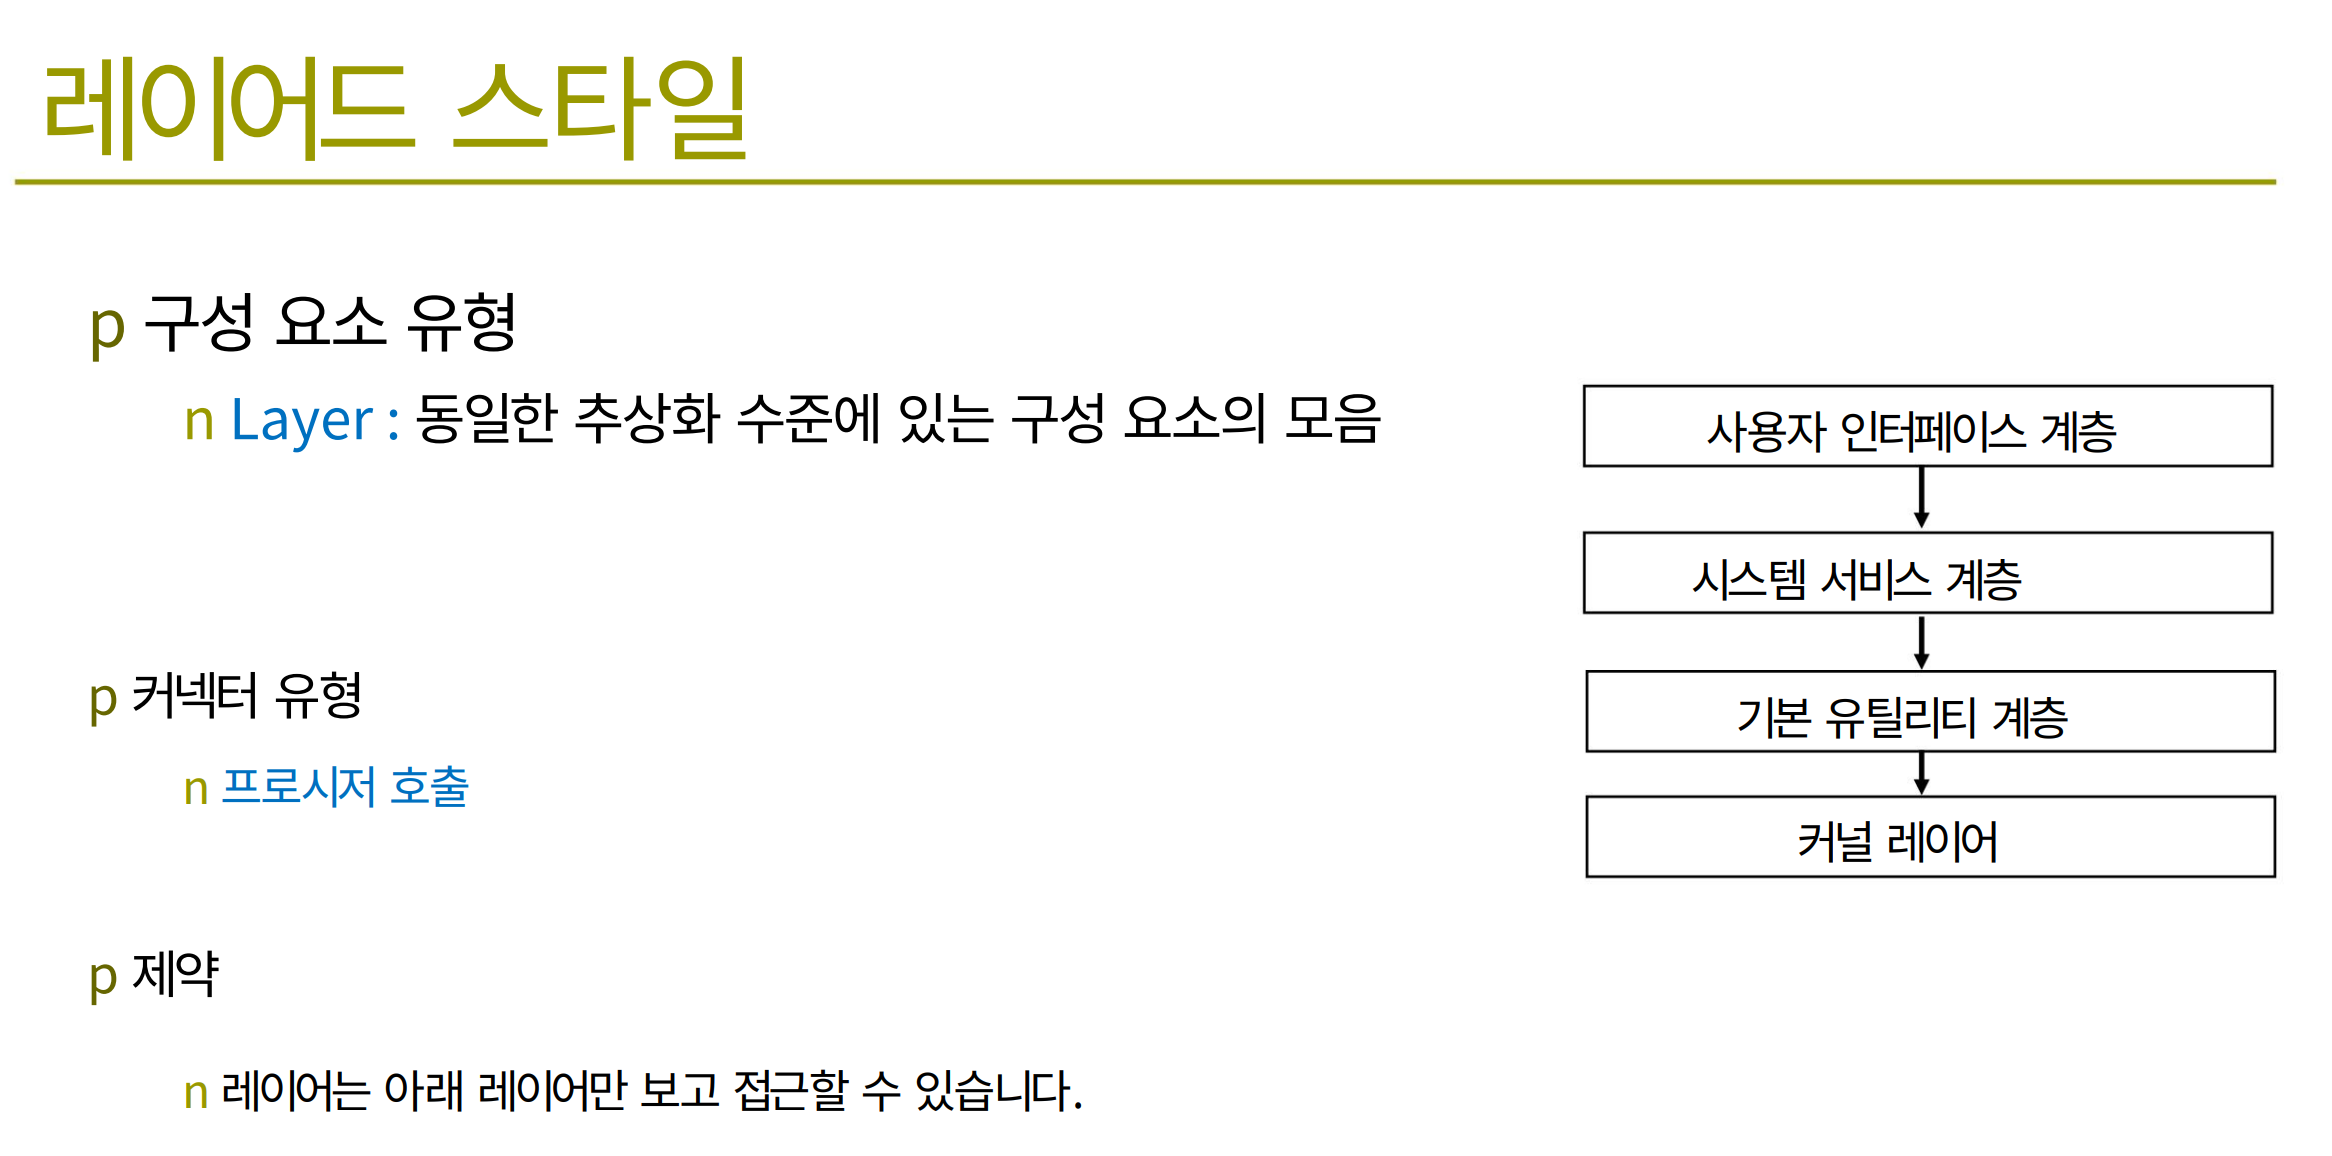 레이어드 스타일
p 구성 요소 유형
n Layer : 동일한 추상화 수준에 있는 구성 요소의 모음
p 커넥터 유형
n 프로시저 호출
p 제약
n 레이어는 아래 레이어만 보고 접근할 수 있습니다.
사용자 인터페이스 계층
시스템 서비스 계층
기본 유틸리티 계층
커널 레이어